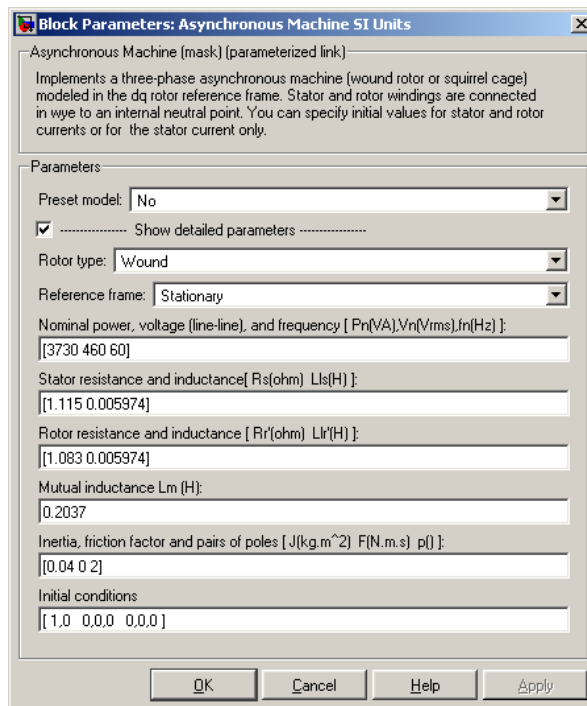 Block Parameters: Asynchronous Machine SI Units
Asynchronous Machine (mask) (parameterized link)
Implements a three-phase asynchronous machine (wound rotor or squirrel cage)
modeled in the dq rotor reference frame. Stator and rotor windings are connected
in wye to an internal neutral point. You can specify initial values for stator and rotor
currents or for the stator current only.
Parameters
Preset model: No
---------------- Show detailed parameters ----------------
Rotor type: Wound
Reference frame: Stationary
Nominal power, voltage (line-line), and frequency [ Pn(VA),Vn(Vrms),fn(Hz) ]:
[3730 460 60]
Stator resistance and inductance[ Rs(ohm) Lls(H) ]:
[1.115 0.005974]
Rotor resistance and inductance [ Rr'(ohm) Llr'(H) ]:
[1.083 0.005974]
Mutual inductance Lm (H):
0.2037
Inertia, friction factor and pairs of poles [ J(kg.m^2) F(N.m.s) p() ]:
[0.04 0 2]
Initial conditions
[ 1,0 0,0,0 0,0,0 ]
OK Cancel Help Apply